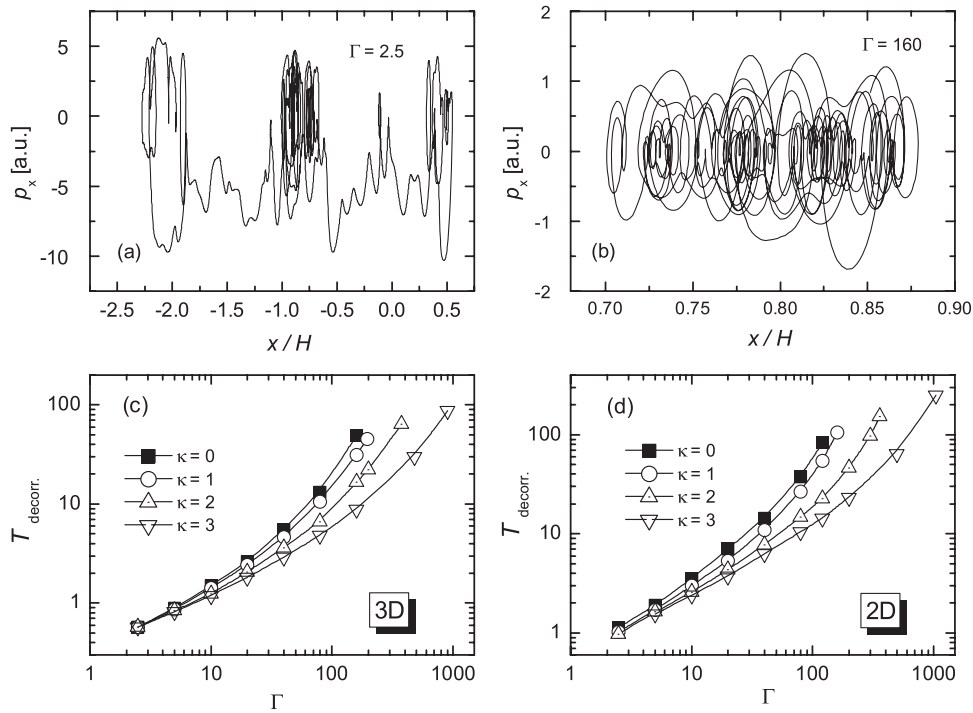 5
0
-5
-10
p_x [a.u.]
Γ = 2.5
(a)
-2.5 -2.0 -1.5 -1.0 -0.5 0.0 0.5
x / H
2
1
0
-1
-2
p_x [a.u.]
Γ = 160
(b)
0.70 0.75 0.80 0.85 0.90
x / H
100
10
1
T_decorr.
(c)
κ = 0
κ = 1
κ = 2
κ = 3
3D
1 10 100 1000
Γ
100
10
1
T_decorr.
(d)
κ = 0
κ = 1
κ = 2
κ = 3
2D
1 10 100 1000
Γ